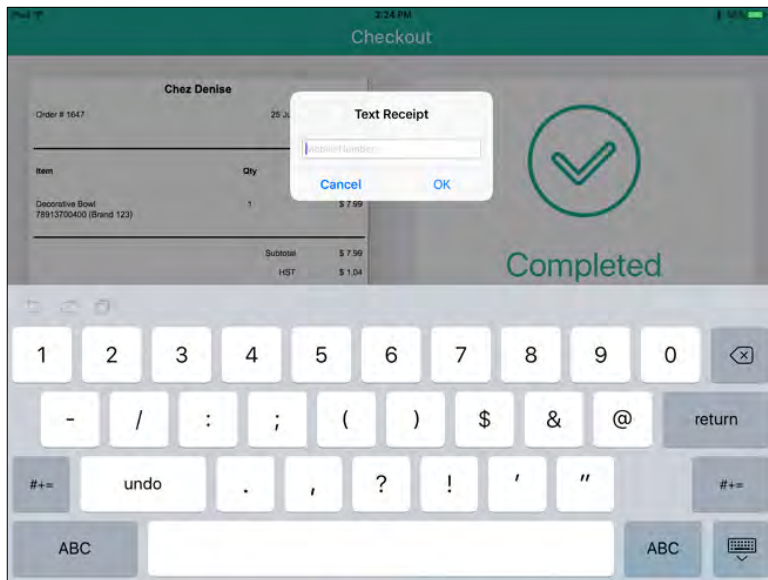 iPad
2:24 PM
Checkout
Chez Denise
Order # 1647
25 Ju
Item
Qty
Decorative Bowl
1
$ 7.99
78913700400 (Brand 123)
Subtotal
$ 7.99
HST
$ 1.04
Text Receipt
Mobile Number
Cancel
OK
Completed
1 2 3 4 5 6 7 8 9 0
- / : ; ( ) $ & @ return
#+= undo . , ? ! ' " #+=
ABC ABC